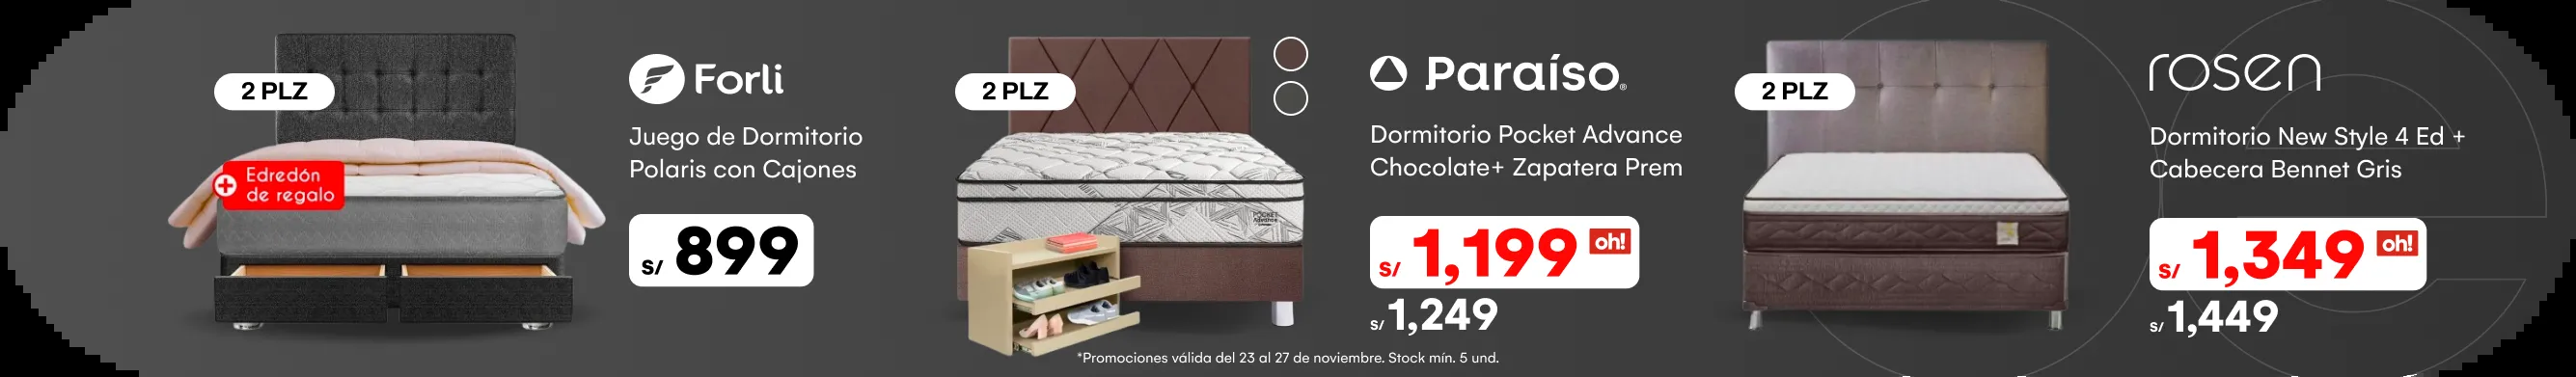 2 PLZ
Edredón
de regalo
Forli
Juego de Dormitorio
Polaris con Cajones
S/ 899
2 PLZ
POCKET
Advance
Paraíso®
Dormitorio Pocket Advance
Chocolate+ Zapatera Prem
S/ 1,199 oh!
S/ 1,249
2 PLZ
rosen
Dormitorio New Style 4 Ed +
Cabecera Bennet Gris
S/ 1,349 oh!
S/ 1,449
*Promociones válida del 23 al 27 de noviembre. Stock mín. 5 und.